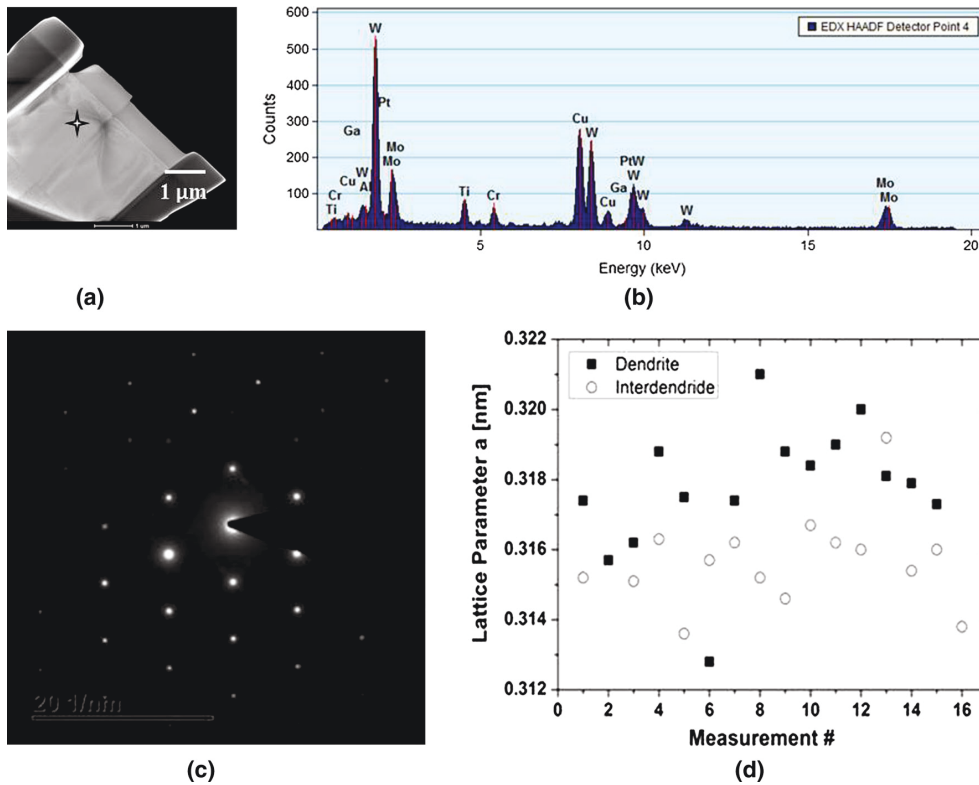 1 μm
1 um
(a)
EDX HAADF Detector Point 4
Counts
600
500
400
300
200
100
Ti
Cr
Cu
Ga
W
Al
W
Pt
Mo
Mo
Ti
Cr
Cu
W
Cu
Ga
PtW
W
W
W
Mo
Mo
5
10
15
20
Energy (keV)
(b)
20 1/nm
(c)
Lattice Parameter a [nm]
0.322
0.320
0.318
0.316
0.314
0.312
Dendrite
Interdendride
0
2
4
6
8
10
12
14
16
Measurement #
(d)